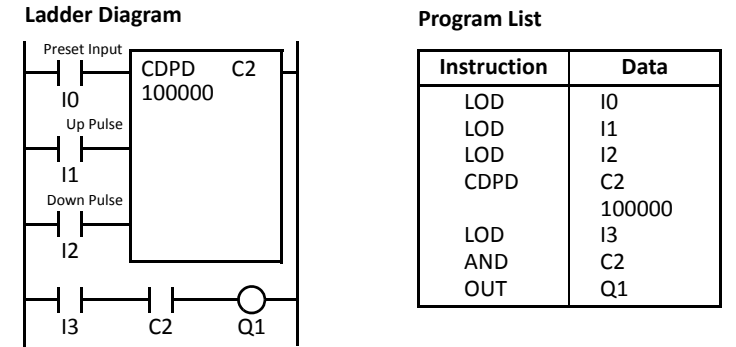 Ladder Diagram
Preset Input
I0
CDPD C2
100000
Up Pulse
I1
Down Pulse
I2
I3 C2 Q1
Program List
Instruction Data
LOD I0
LOD I1
LOD I2
CDPD C2
100000
LOD I3
AND C2
OUT Q1